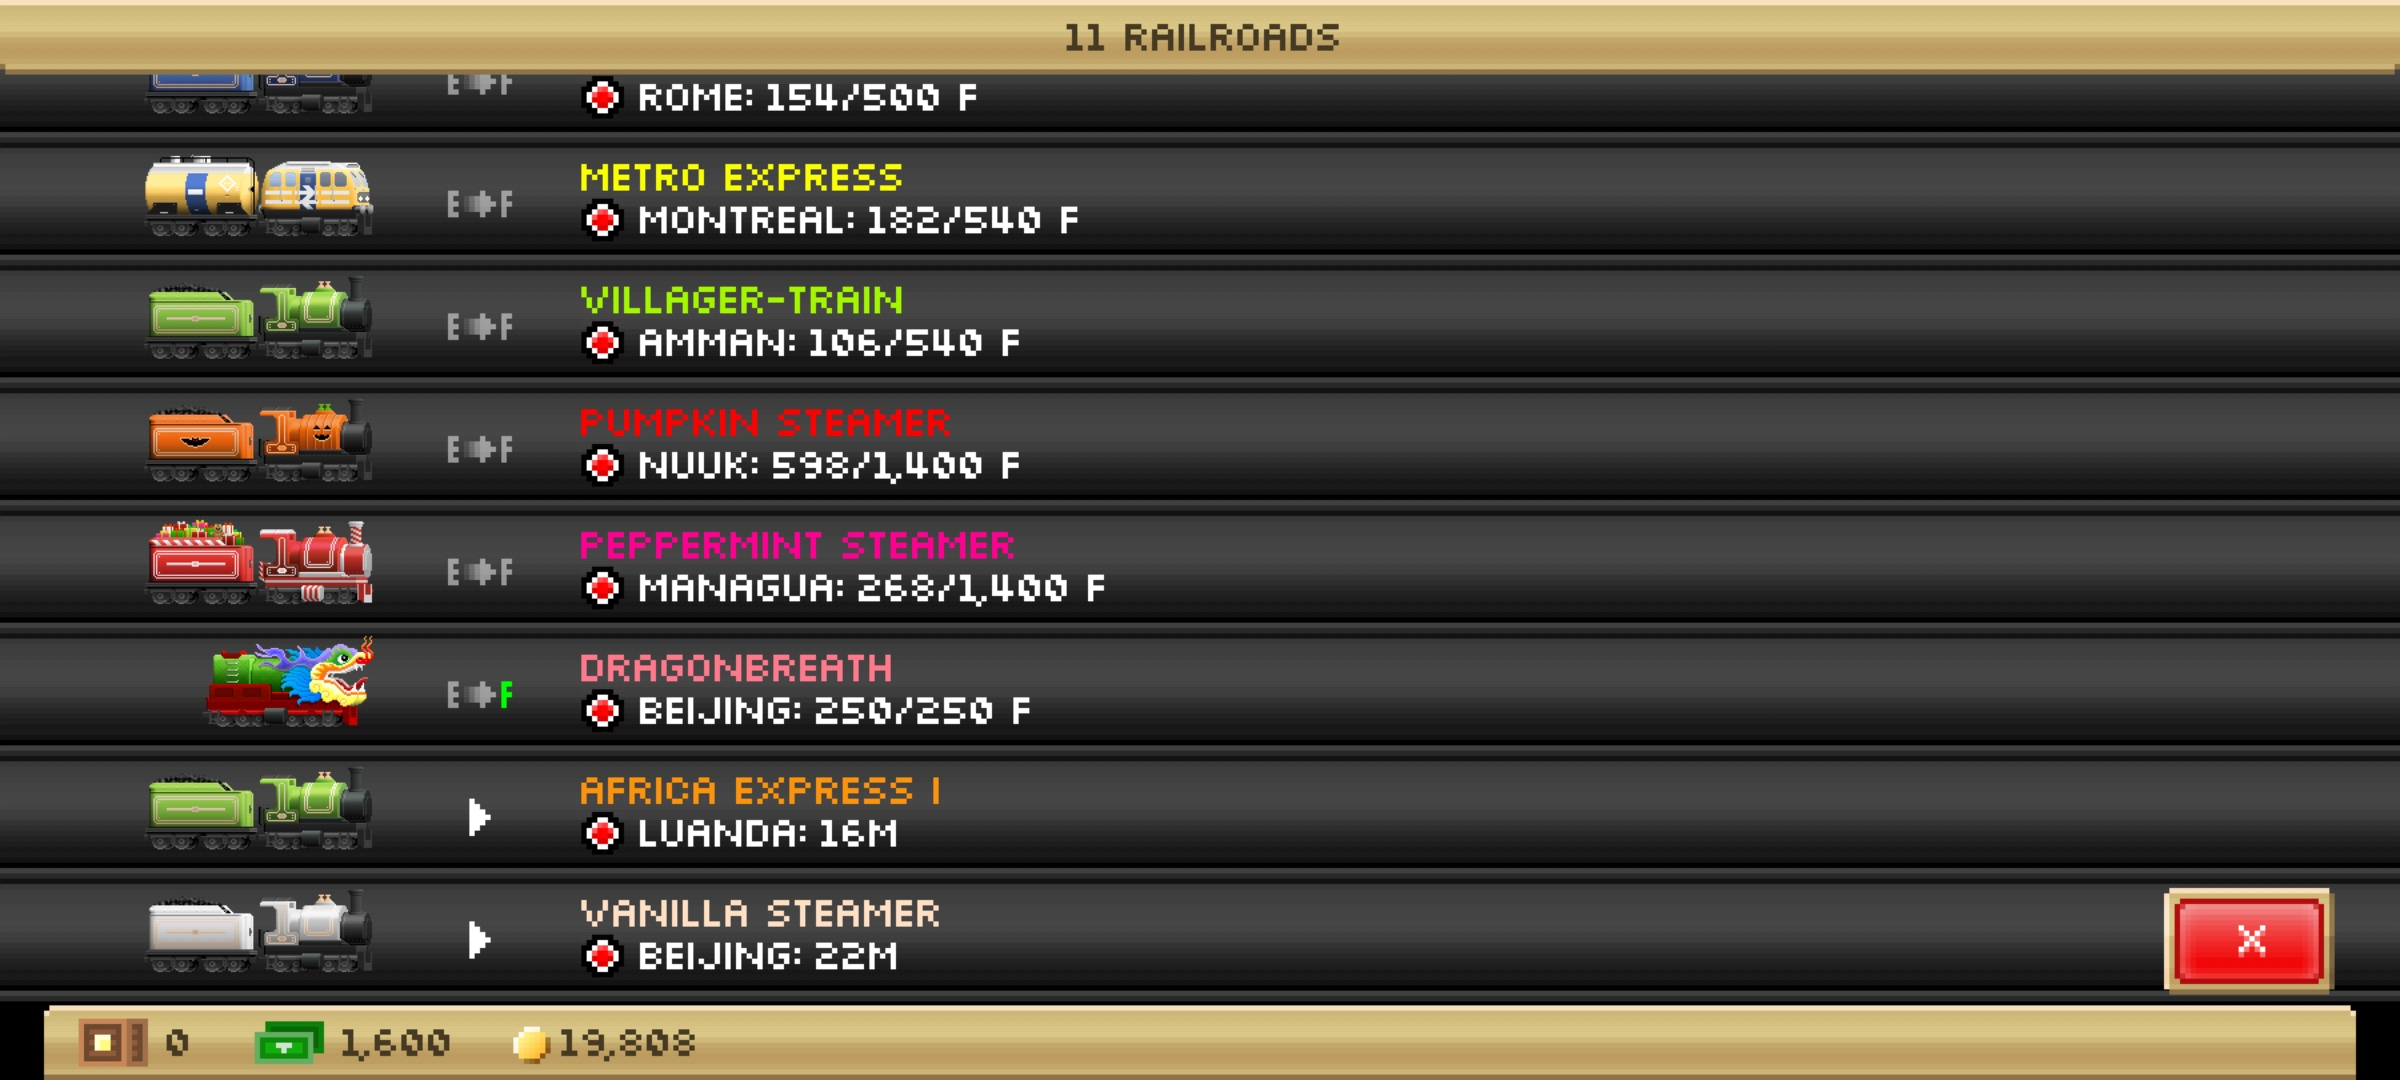 11 RAILROADS
E F
ROME: 154/500 F
METRO EXPRESS
E F
MONTREAL: 182/540 F
VILLAGER-TRAIN
E F
AMMAN: 106/540 F
PUMPKIN STEAMER
E F
NUUK: 598/1,400 F
PEPPERMINT STEAMER
E F
MANAGUA: 268/1,400 F
DRAGONBREATH
E F
BEIJING: 250/250 F
AFRICA EXPRESS I
LUANDA: 16M
VANILLA STEAMER
BEIJING: 22M
X
0 1,600 19,808